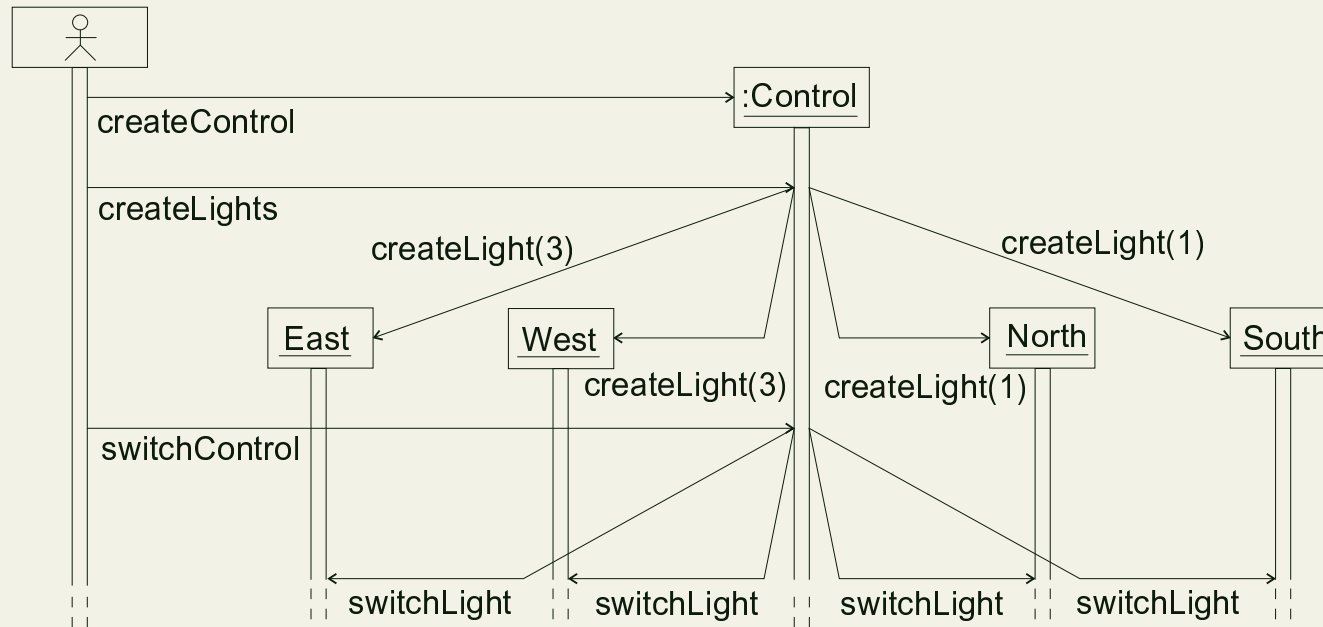 :Control
createControl
createLights
createLight(3)
createLight(1)
East
West
North
South
createLight(3)
createLight(1)
switchControl
switchLight
switchLight
switchLight
switchLight